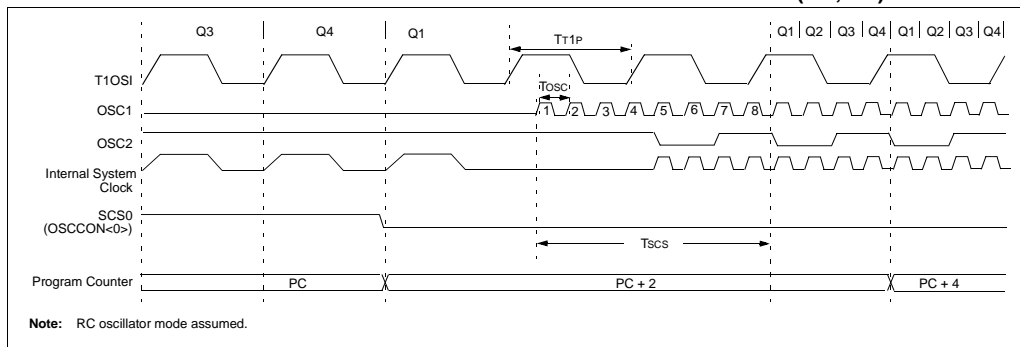 Q3 Q4 Q1 TT1P Q1 Q2 Q3 Q4 Q1 Q2 Q3 Q4
T1OSI
TOSC
OSC1 1 2 3 4 5 6 7 8
OSC2
Internal System
Clock
SCS0
(OSCCON<0>)
TSCS
Program Counter PC PC + 2 PC + 4
Note: RC oscillator mode assumed.